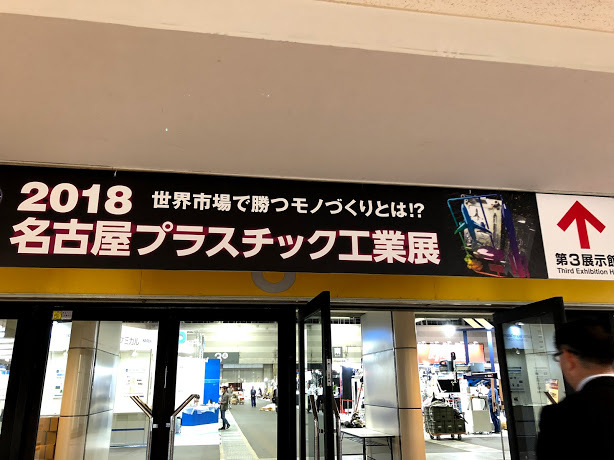 2018 世界市場で勝つモノづくりとは!?
名古屋プラスチック工業展
第3展示館
Third Exhibition H